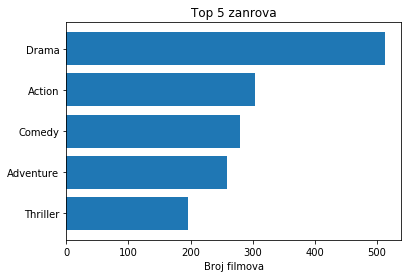 Top 5 zanrova
Drama
Action
Comedy
Adventure
Thriller
0 100 200 300 400 500
Broj filmova